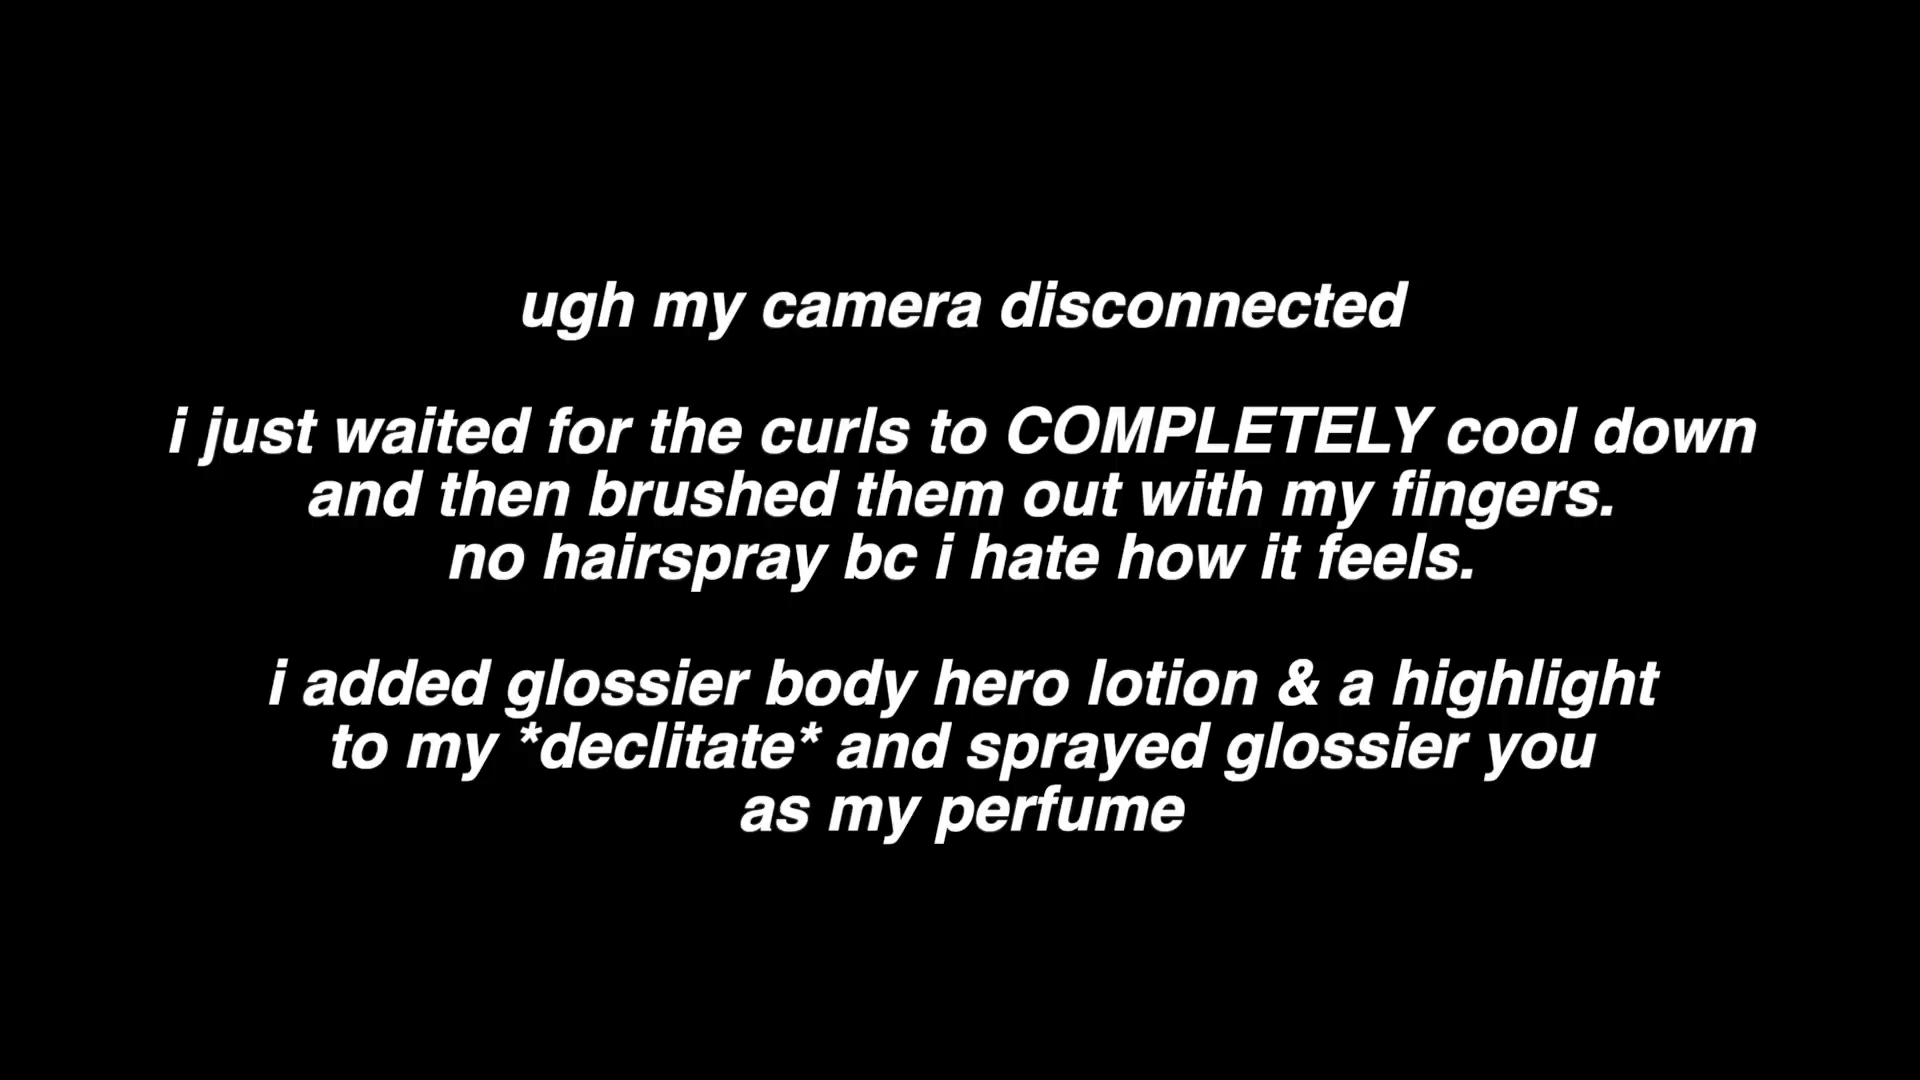 ugh my camera disconnected
i just waited for the curls to COMPLETELY cool down
and then brushed them out with my fingers.
no hairspray bc i hate how it feels.
i added glossier body hero lotion & a highlight
to my *declitate* and sprayed glossier you
as my perfume